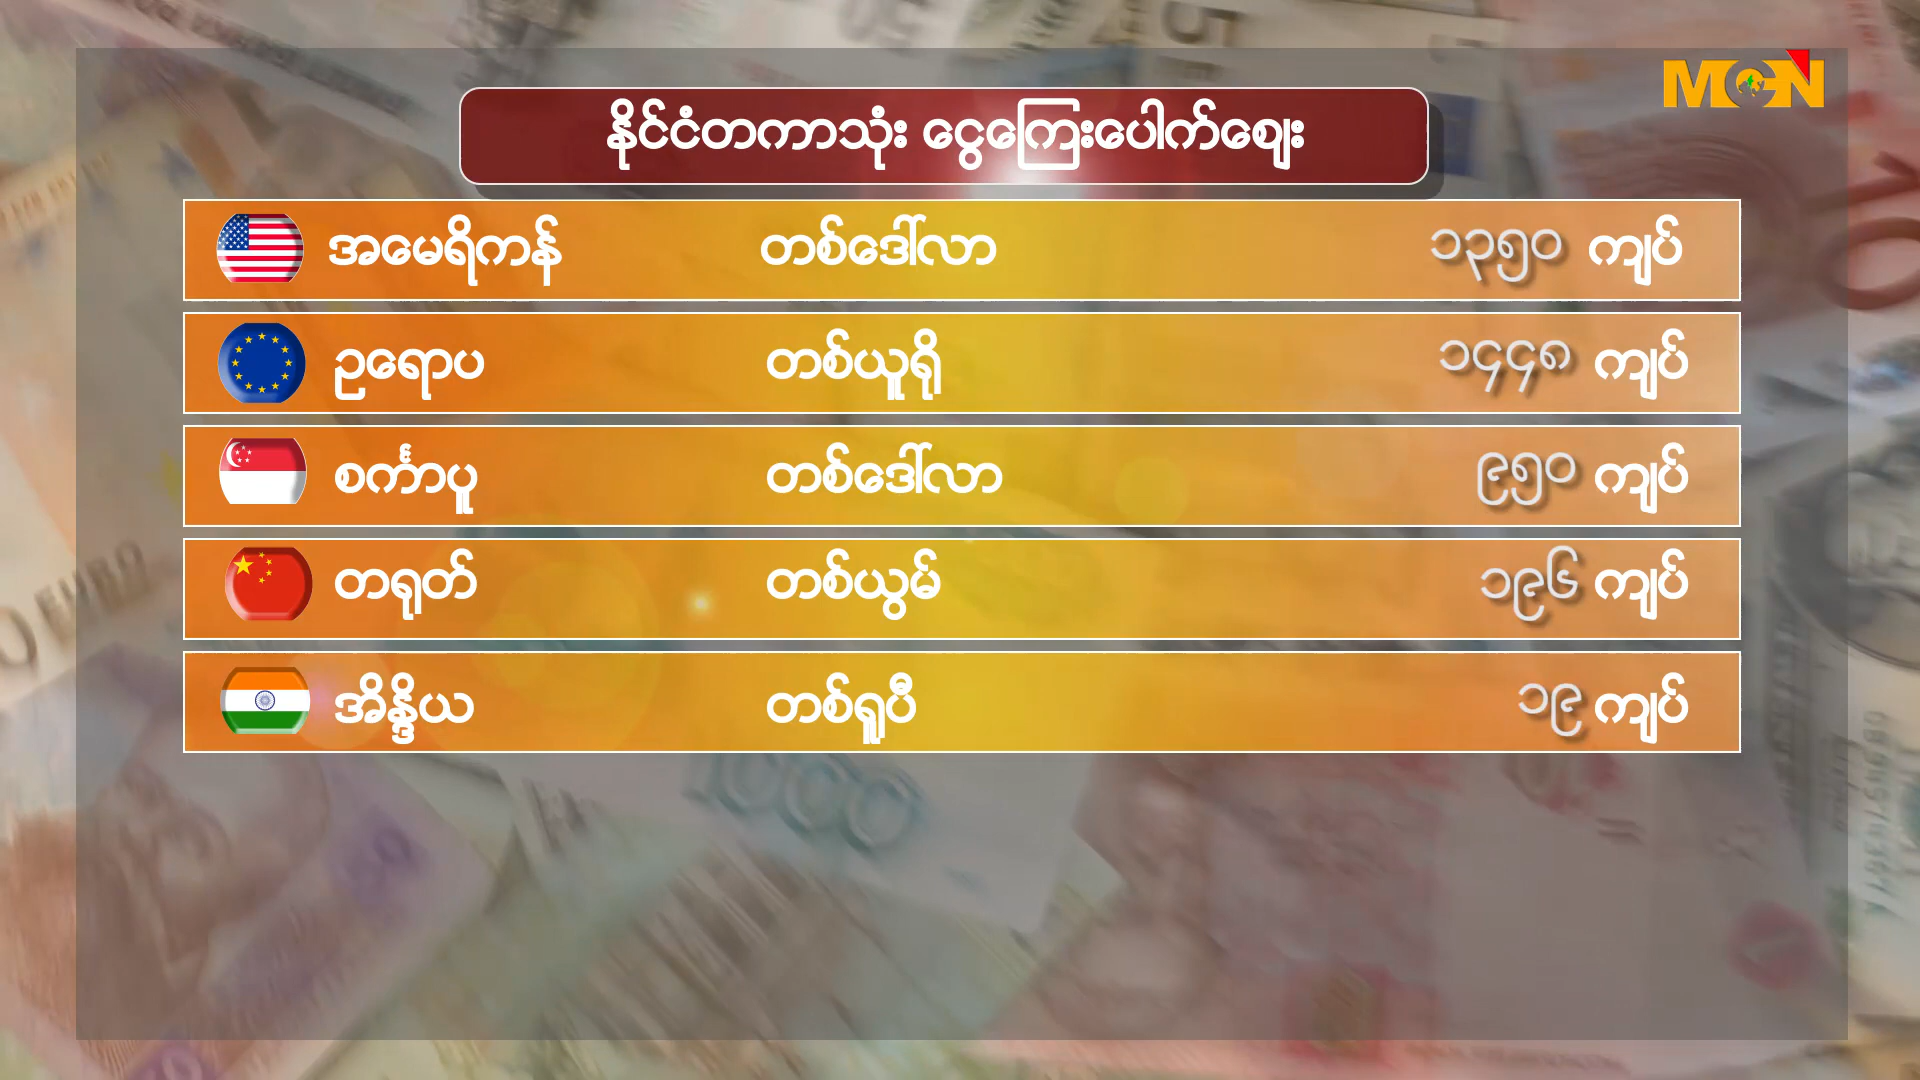 MCN
နိုင်ငံတကာသုံး ငွေကြေးပေါက်ဈေး
အမေရိကန် တစ်ဒေါ်လာ ၁၃၅၀ ကျပ်
ဥရောပ တစ်ယူရို ၁၄၄၈ ကျပ်
စင်္ကာပူ တစ်ဒေါ်လာ ၉၅၀ ကျပ်
တရုတ် တစ်ယွမ် ၁၉၆ ကျပ်
အိန္ဒိယ တစ်ရူပီ ၁၉ ကျပ်